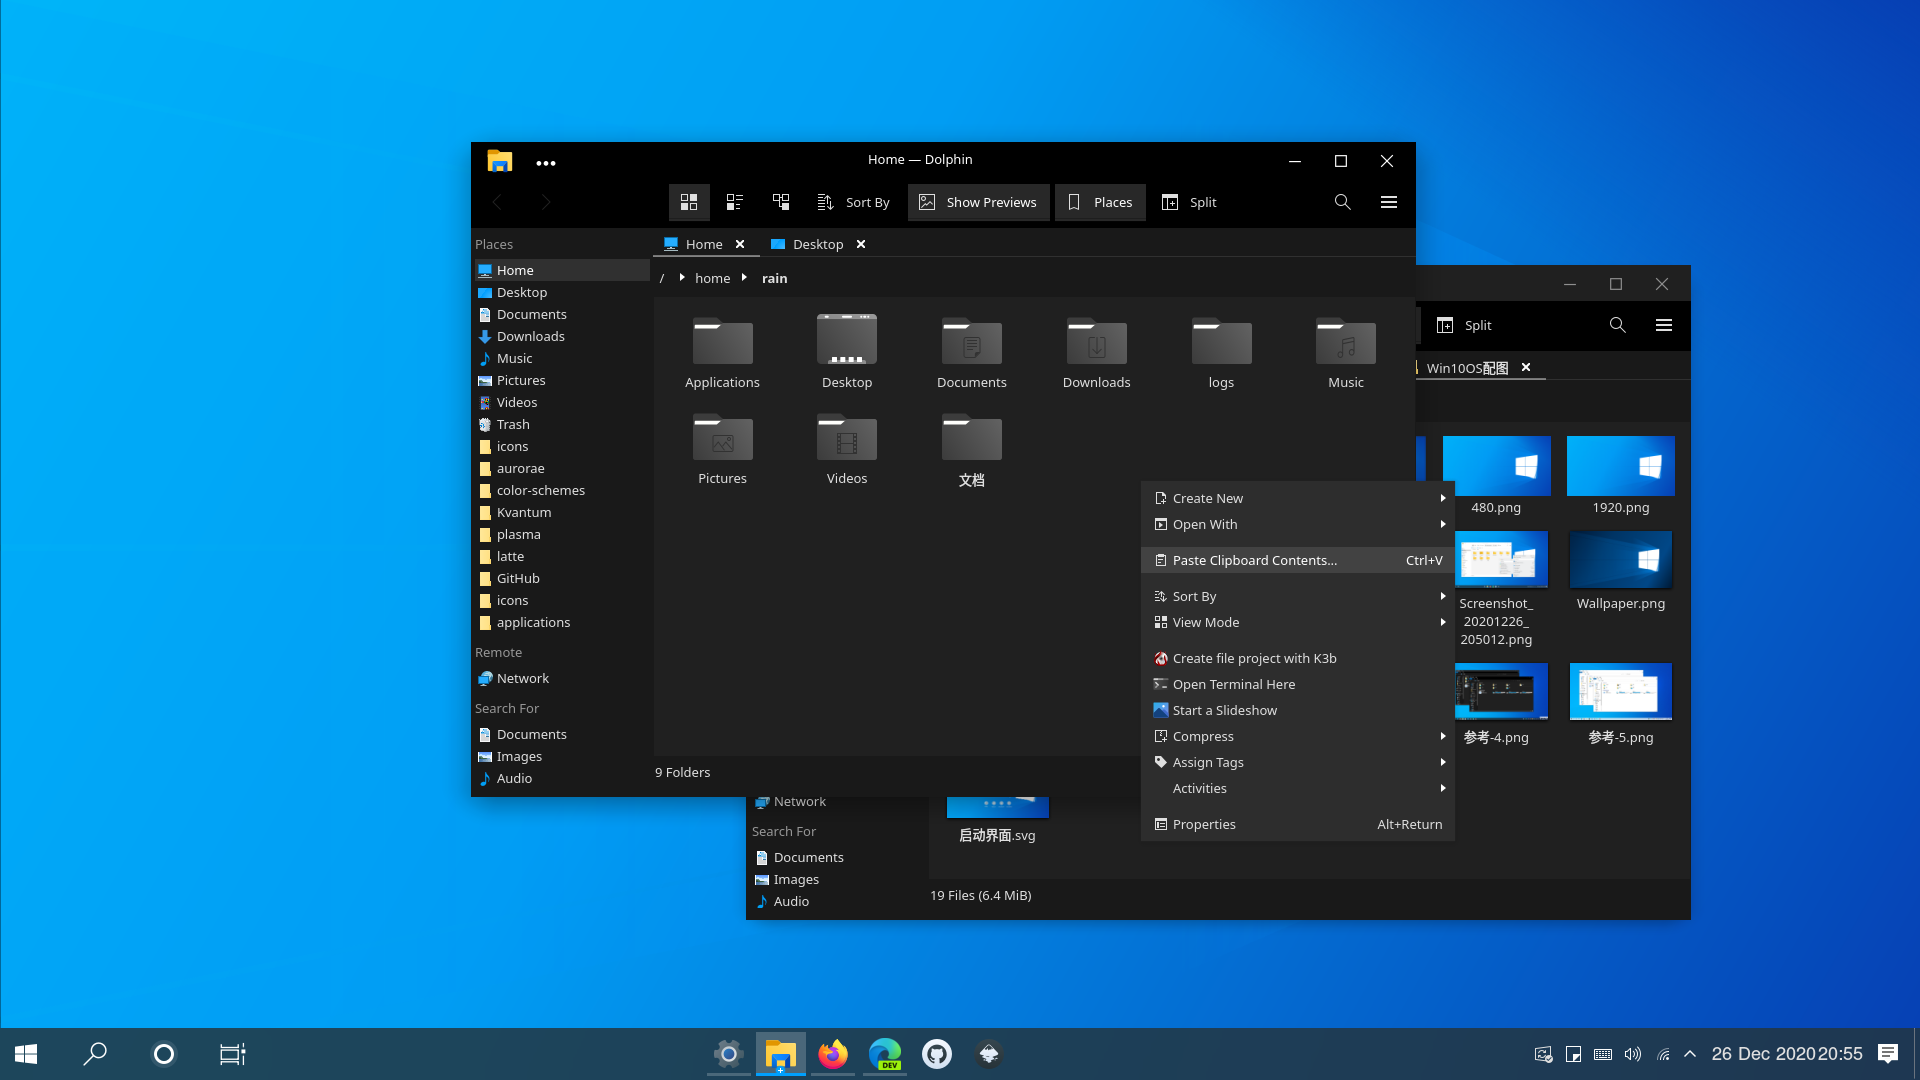 Home — Dolphin
Sort By
Show Previews
Places
Split
Places
Home
Desktop
Documents
Downloads
Music
Pictures
Videos
Trash
icons
aurorae
color-schemes
Kvantum
plasma
latte
GitHub
icons
applications
Remote
Network
Search For
Documents
Images
Audio
Home
Desktop
/ home rain
Applications
Desktop
Documents
Downloads
logs
Music
Pictures
Videos
文档
9 Folders
Create New
Open With
Paste Clipboard Contents... Ctrl+V
Sort By
View Mode
Create file project with K3b
Open Terminal Here
Start a Slideshow
Compress
Assign Tags
Activities
Properties Alt+Return
Split
Win10OS配图
480.png
1920.png
Screenshot_
20201226_
205012.png
Wallpaper.png
参考-4.png
参考-5.png
Network
Search For
Documents
Images
Audio
启动界面.svg
19 Files (6.4 MiB)
DEV
26 Dec 2020 20:55